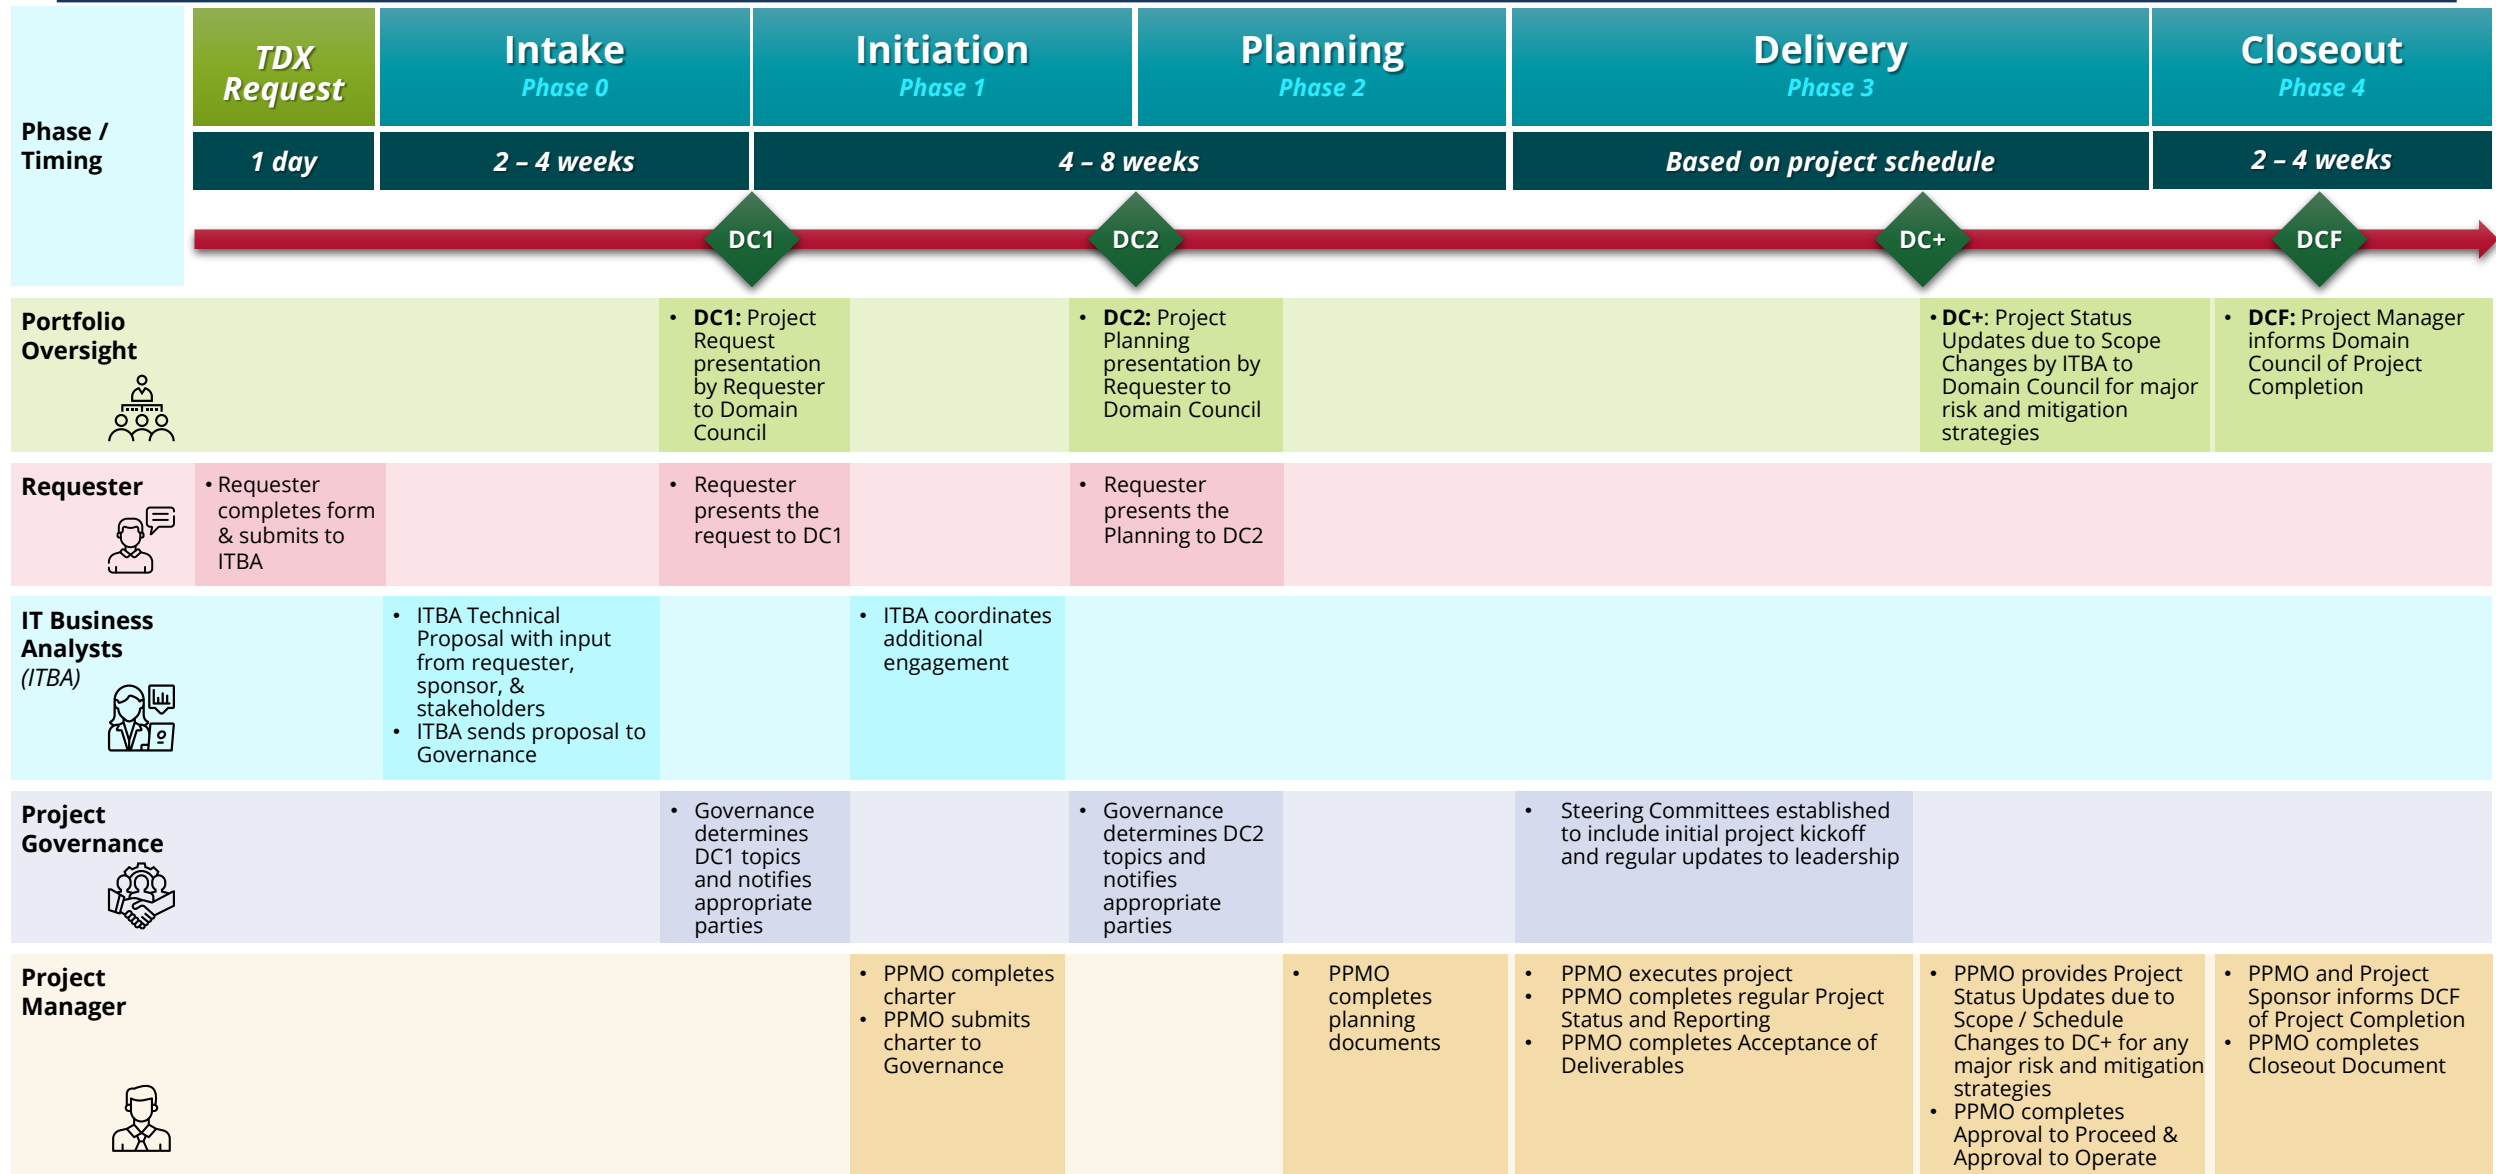 TDX
Request
Intake
Phase 0
Initiation
Phase 1
Planning
Phase 2
Delivery
Phase 3
Closeout
Phase 4
Phase /
Timing
1 day
2 – 4 weeks
4 – 8 weeks
Based on project schedule
2 – 4 weeks
DC1
DC2
DC+
DCF
Portfolio
Oversight
• DC1: Project
Request
presentation
by Requester
to Domain
Council
• DC2: Project
Planning
presentation by
Requester to
Domain Council
• DC+: Project Status
Updates due to Scope
Changes by ITBA to
Domain Council for major
risk and mitigation
strategies
• DCF: Project Manager
informs Domain
Council of Project
Completion
Requester
• Requester
completes form
& submits to
ITBA
• Requester
presents the
request to DC1
• Requester
presents the
Planning to DC2
IT Business
Analysts
(ITBA)
• ITBA Technical
Proposal with input
from requester,
sponsor, &
stakeholders
• ITBA sends proposal to
Governance
• ITBA coordinates
additional
engagement
Project
Governance
• Governance
determines
DC1 topics
and notifies
appropriate
parties
• Governance
determines DC2
topics and
notifies
appropriate
parties
• Steering Committees established
to include initial project kickoff
and regular updates to leadership
Project
Manager
• PPMO completes
charter
• PPMO submits
charter to
Governance
• PPMO
completes
planning
documents
• PPMO executes project
• PPMO completes regular Project
Status and Reporting
• PPMO completes Acceptance of
Deliverables
• PPMO provides Project
Status Updates due to
Scope / Schedule
Changes to DC+ for any
major risk and mitigation
strategies
• PPMO completes
Approval to Proceed &
Approval to Operate
• PPMO and Project
Sponsor informs DCF
of Project Completion
• PPMO completes
Closeout Document